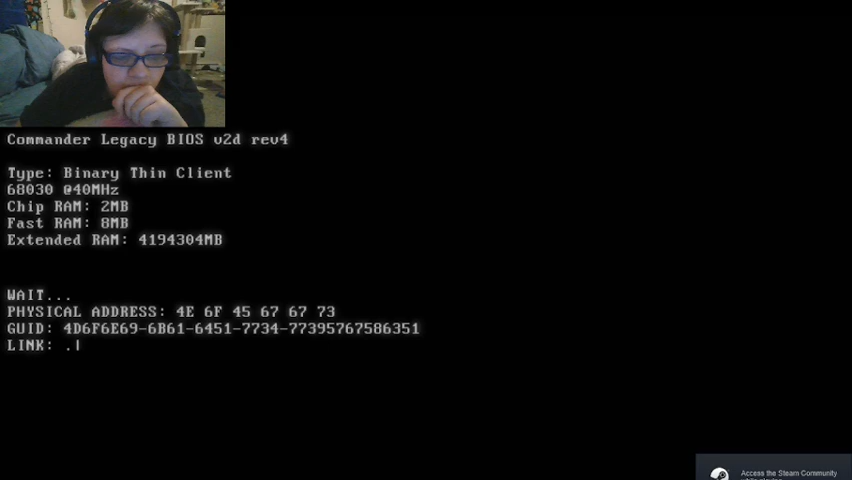 Commander Legacy BIOS v2d rev4
Type: Binary Thin Client
68030 @40MHz
Chip RAM: 2MB
Fast RAM: 8MB
Extended RAM: 4194304MB
WAIT...
PHYSICAL ADDRESS: 4E 6F 45 67 67 73
GUID: 4D6F6E69-6B61-6451-7734-77395767586351
LINK: .|
Access the Steam Community